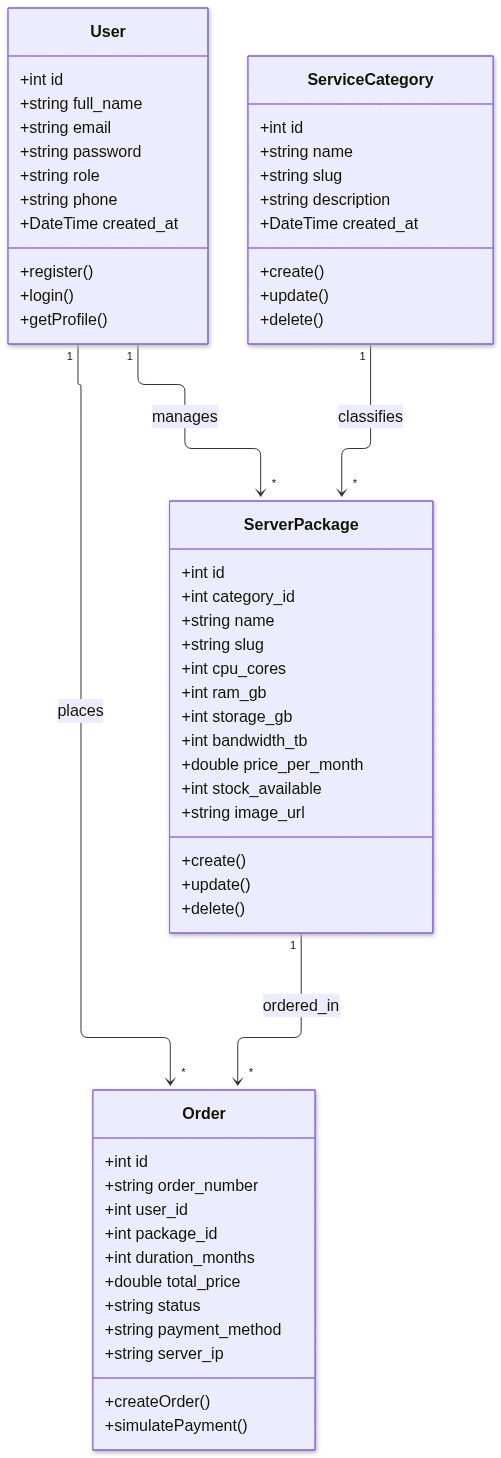 User
+int id
+string full_name
+string email
+string password
+string role
+string phone
+DateTime created_at
+register()
+login()
+getProfile()
ServiceCategory
+int id
+string name
+string slug
+string description
+DateTime created_at
+create()
+update()
+delete()
1
1
1
manages
classifies
*
*
ServerPackage
+int id
+int category_id
+string name
+string slug
+int cpu_cores
+int ram_gb
+int storage_gb
+int bandwidth_tb
+double price_per_month
+int stock_available
+string image_url
+create()
+update()
+delete()
places
1
ordered_in
*
*
Order
+int id
+string order_number
+int user_id
+int package_id
+int duration_months
+double total_price
+string status
+string payment_method
+string server_ip
+createOrder()
+simulatePayment()